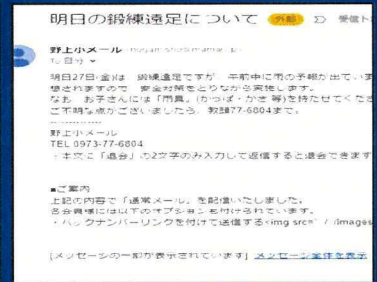 明日の鍛練遠足について 外部 受信ト
野上小メール
To 自分
明日27日(金)は 鍛練遠足ですが 午前中に雨の予報が出ていま
想されますので 安全対策をとりながら実施します。
なお お子さんには「雨具」(かっぱ・かさ等)を持たせてくださ
ご不明な点がございましたら、教頭77-6804まで。
野上小メール
TEL 0973-77-6804
・本文に「退会」の2文字のみ入力して返信すると退会できます
■ご案内
上記の内容で「通常メール」を配信いたしました。
各会員様には以下のオプションも付けられています。
・バックナンバーリンクを付けて送信する<img src=
[メッセージの一部が表示されています] メッセージ全体を表示